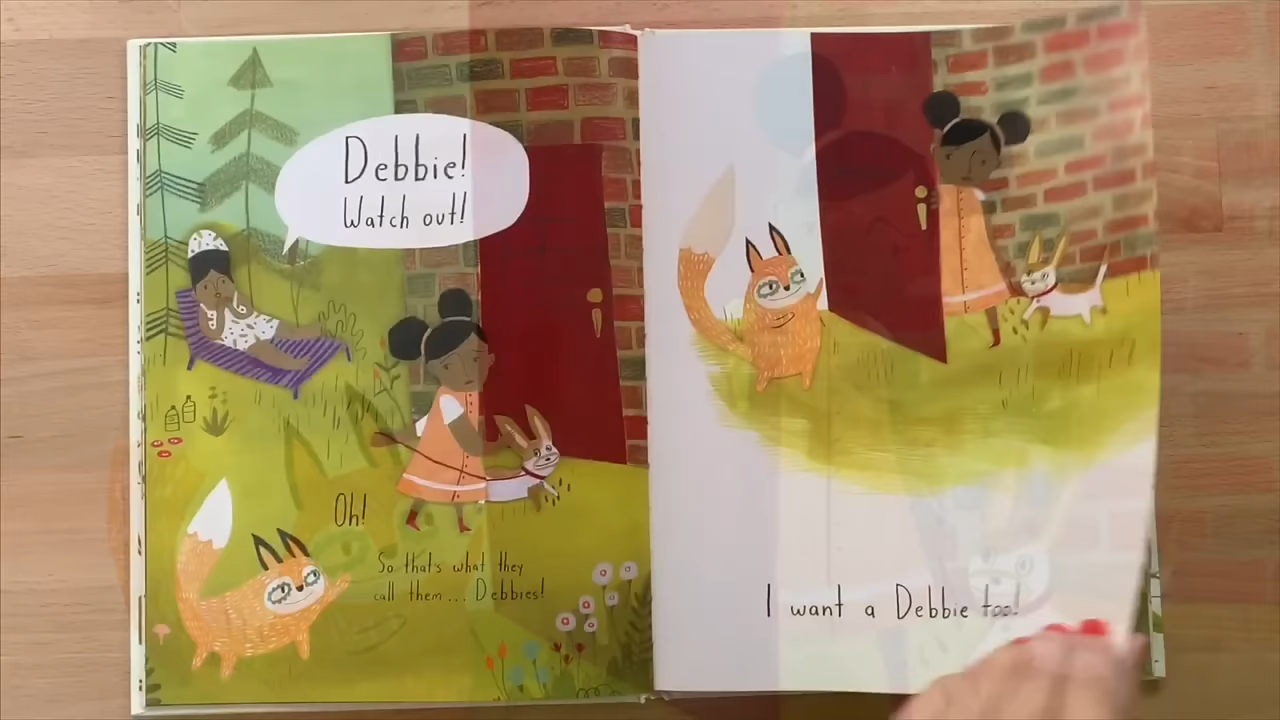 Debbie!
Watch out!
Oh!
So that's what they
call them... Debbies!
I want a Debbie too!